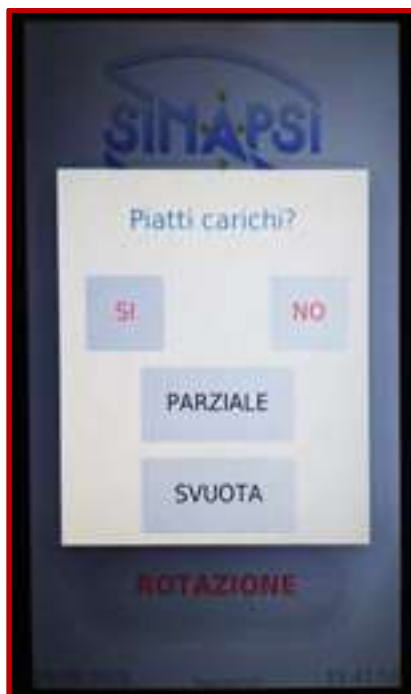 SINAPSI
Piatti carichi?
SI NO
PARZIALE
SVUOTA
ROTAZIONE